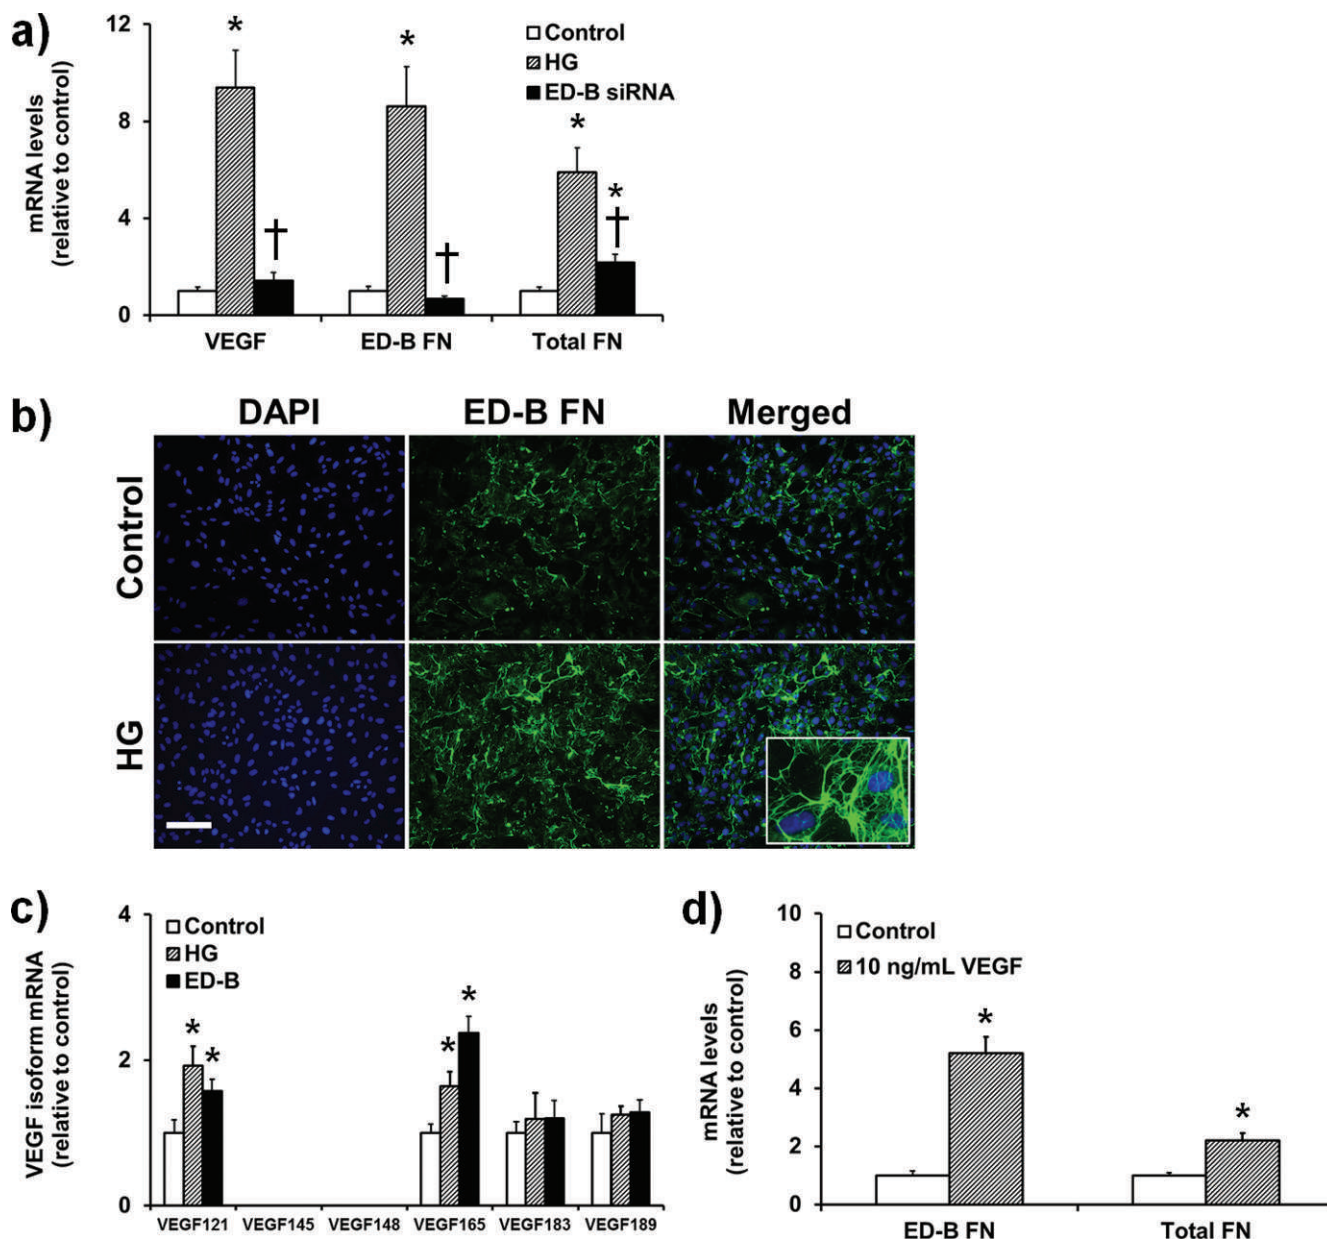 a)
mRNA levels
(relative to control)
12
8
4
0
Control
HG
ED-B siRNA
*
*
*
*
†
†
†
VEGF
ED-B FN
Total FN
b)
DAPI
ED-B FN
Merged
Control
HG
c)
VEGF isoform mRNA
(relative to control)
4
2
0
Control
HG
ED-B
*
*
*
*
VEGF121
VEGF145
VEGF148
VEGF165
VEGF183
VEGF189
d)
mRNA levels
(relative to control)
10
8
6
4
2
0
Control
10 ng/mL VEGF
*
*
ED-B FN
Total FN